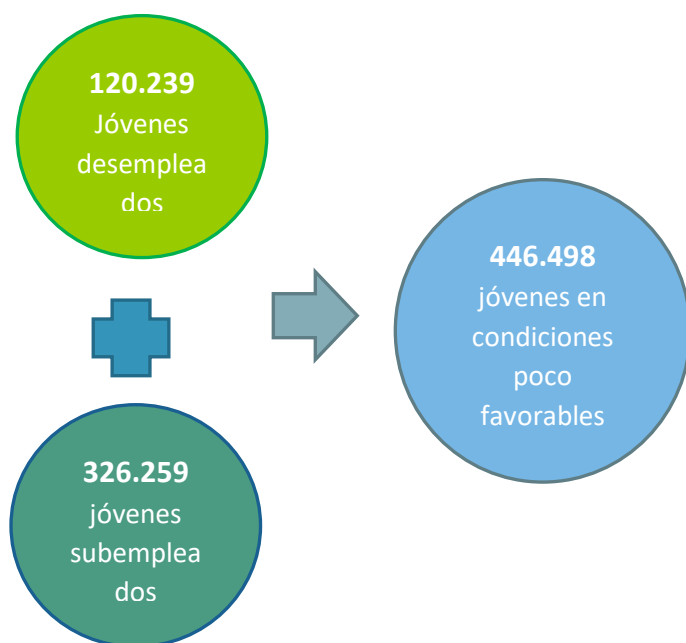 120.239
Jóvenes
desemplea
dos
326.259
jóvenes
subemplea
dos
446.498
jóvenes en
condiciones
poco
favorables